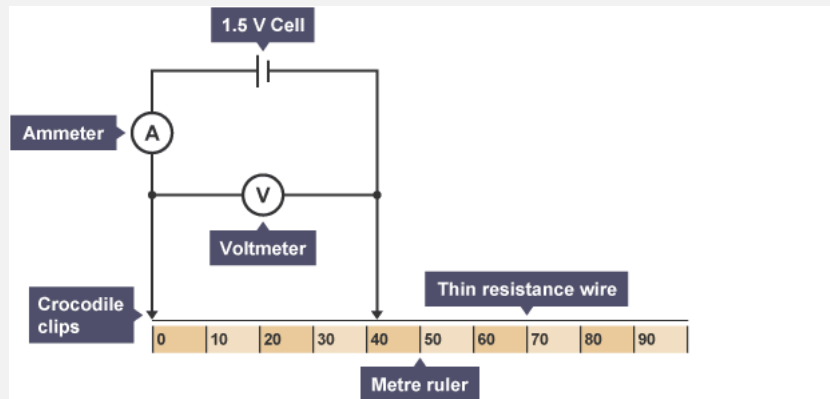 1.5 V Cell
Ammeter
A
V
Voltmeter
Crocodile
clips
Thin resistance wire
0 10 20 30 40 50 60 70 80 90
Metre ruler